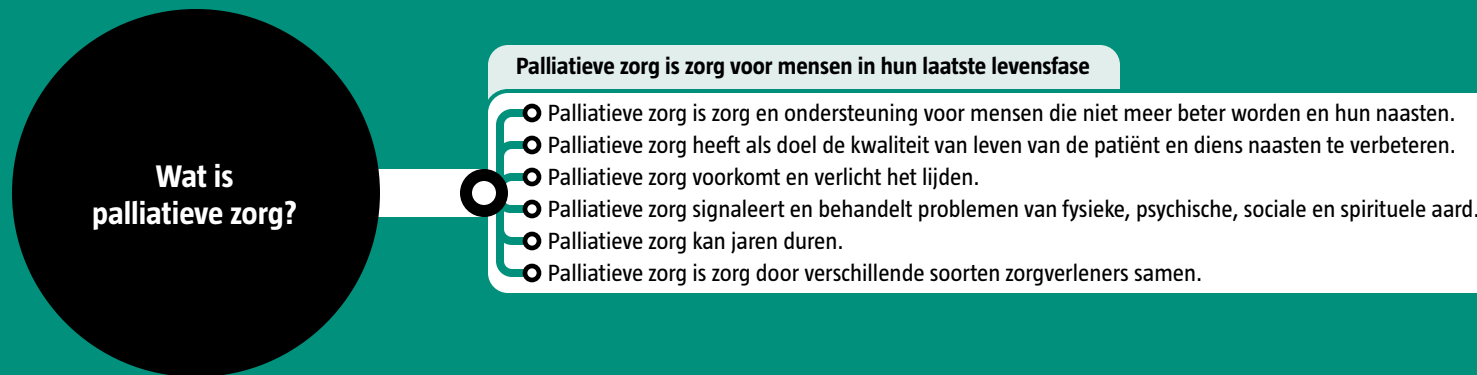 Wat is
palliatieve zorg?
Palliatieve zorg is zorg voor mensen in hun laatste levensfase
Palliatieve zorg is zorg en ondersteuning voor mensen die niet meer beter worden en hun naasten.
Palliatieve zorg heeft als doel de kwaliteit van leven van de patiënt en diens naasten te verbeteren.
Palliatieve zorg voorkomt en verlicht het lijden.
Palliatieve zorg signaleert en behandelt problemen van fysieke, psychische, sociale en spirituele aard.
Palliatieve zorg kan jaren duren.
Palliatieve zorg is zorg door verschillende soorten zorgverleners samen.